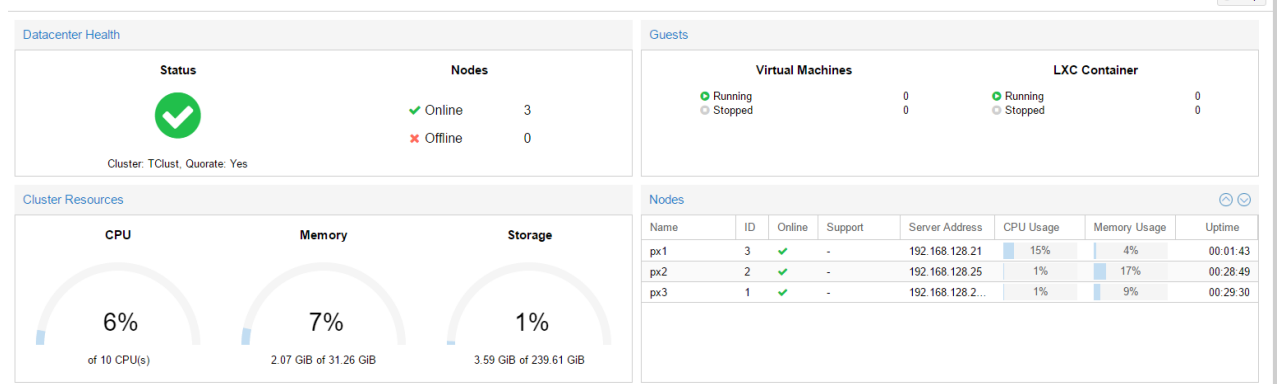 Datacenter Health
Status
Nodes
Online 3
Offline 0
Cluster: TClust, Quorate: Yes
Guests
Virtual Machines
Running 0
Stopped 0
LXC Container
Running 0
Stopped 0
Cluster Resources
CPU
6%
of 10 CPU(s)
Memory
7%
2.07 GiB of 31.26 GiB
Storage
1%
3.59 GiB of 239.61 GiB
Nodes
Name ID Online Support Server Address CPU Usage Memory Usage Uptime
px1 3 - 192.168.128.21 15% 4% 00:01:43
px2 2 - 192.168.128.25 1% 17% 00:28:49
px3 1 - 192.168.128.2... 1% 9% 00:29:30